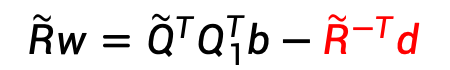 R̃w = Q̃ᵀQ₁ᵀb − R̃⁻ᵀd